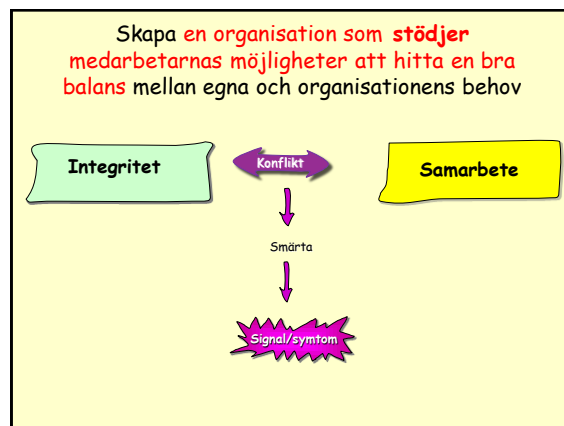 Skapa en organisation som stödjer
medarbetarnas möjligheter att hitta en bra
balans mellan egna och organisationens behov
Integritet
Konflikt
Samarbete
Smärta
Signal/symtom